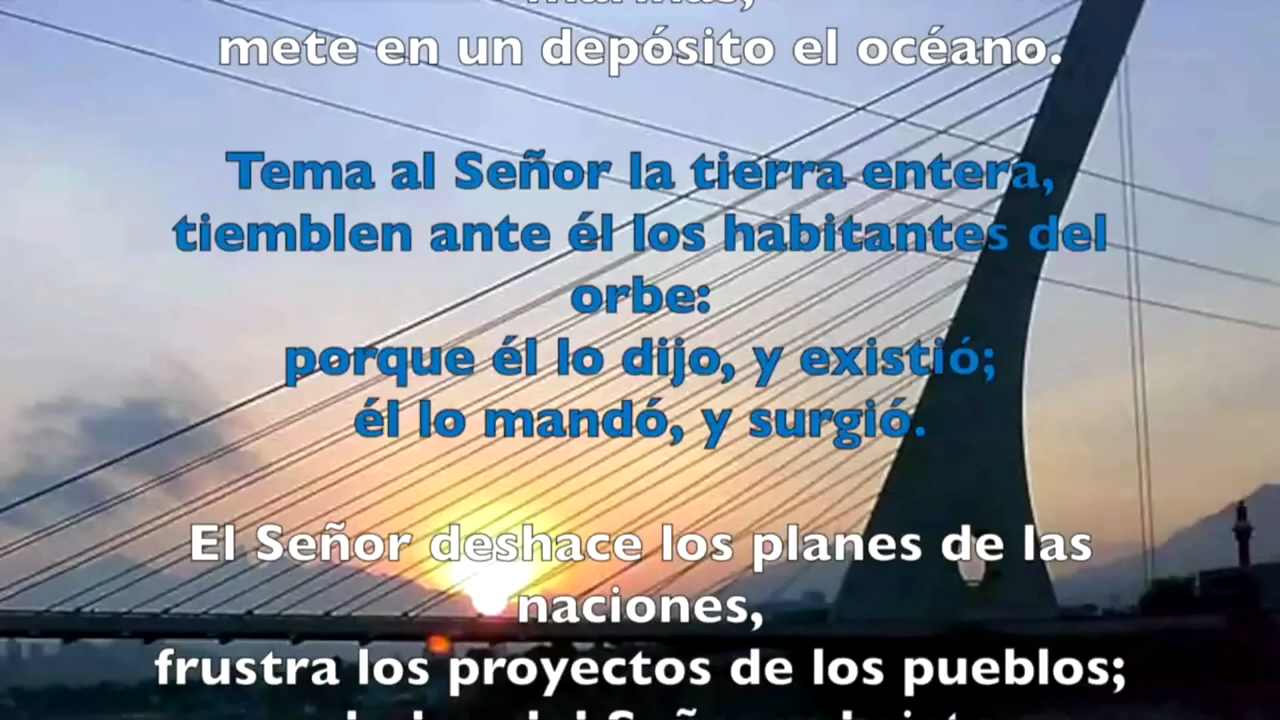 mete en un depósito el océano.
Tema al Señor la tierra entera,
tiemblen ante él los habitantes del
orbe:
porque él lo dijo, y existió;
él lo mandó, y surgió.
El Señor deshace los planes de las
naciones,
frustra los proyectos de los pueblos;